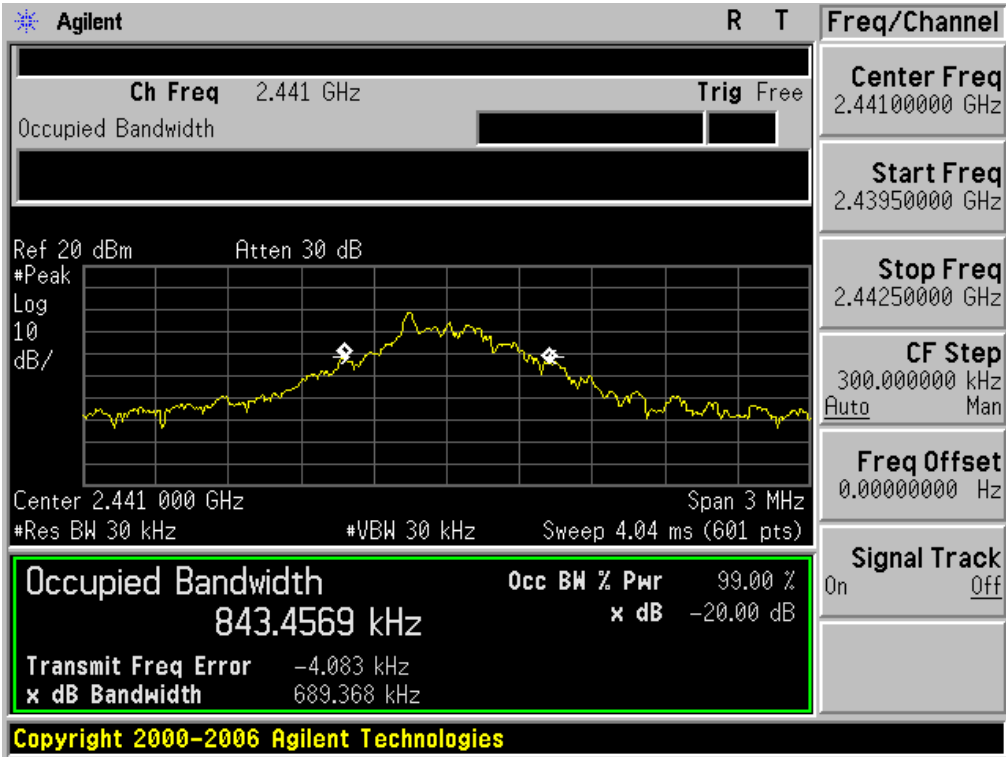 Agilent R T Freq/Channel
Ch Freq 2.441 GHz Trig Free
Occupied Bandwidth
Center Freq
2.44100000 GHz
Start Freq
2.43950000 GHz
Stop Freq
2.44250000 GHz
CF Step
300.000000 kHz
Auto Man
Freq Offset
0.00000000 Hz
Signal Track
On Off
Ref 20 dBm Atten 30 dB
#Peak
Log
10
dB/
Center 2.441 000 GHz Span 3 MHz
#Res BW 30 kHz #VBW 30 kHz Sweep 4.04 ms (601 pts)
Occupied Bandwidth
843.4569 kHz
Occ BW % Pwr 99.00 %
x dB -20.00 dB
Transmit Freq Error -4.083 kHz
x dB Bandwidth 689.368 kHz
Copyright 2000-2006 Agilent Technologies